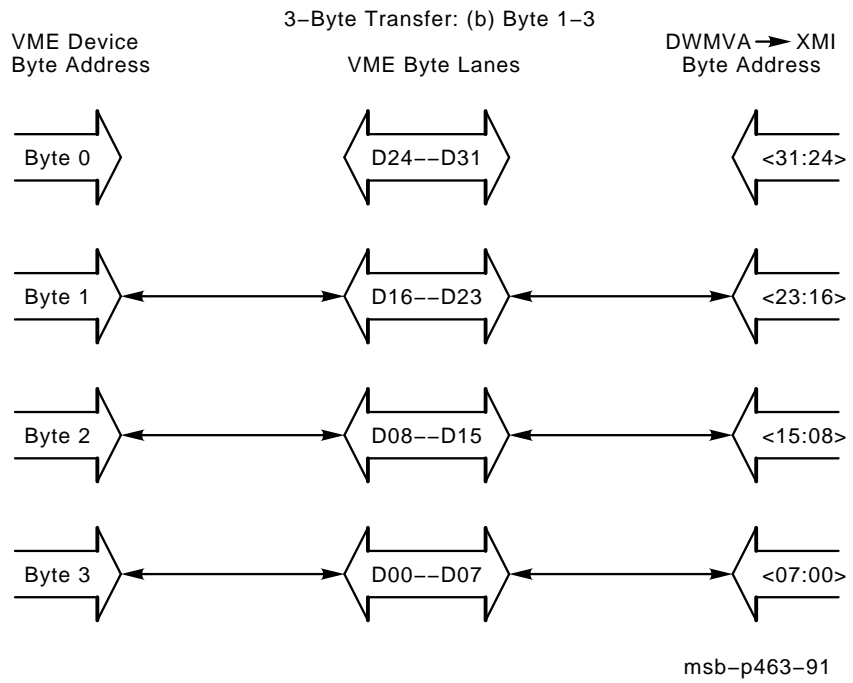 3−Byte Transfer: (b) Byte 1−3
VME Device
Byte Address
VME Byte Lanes
DWMVA → XMI
Byte Address
Byte 0
D24−−D31
<31:24>
Byte 1
D16−−D23
<23:16>
Byte 2
D08−−D15
<15:08>
Byte 3
D00−−D07
<07:00>
msb−p463−91